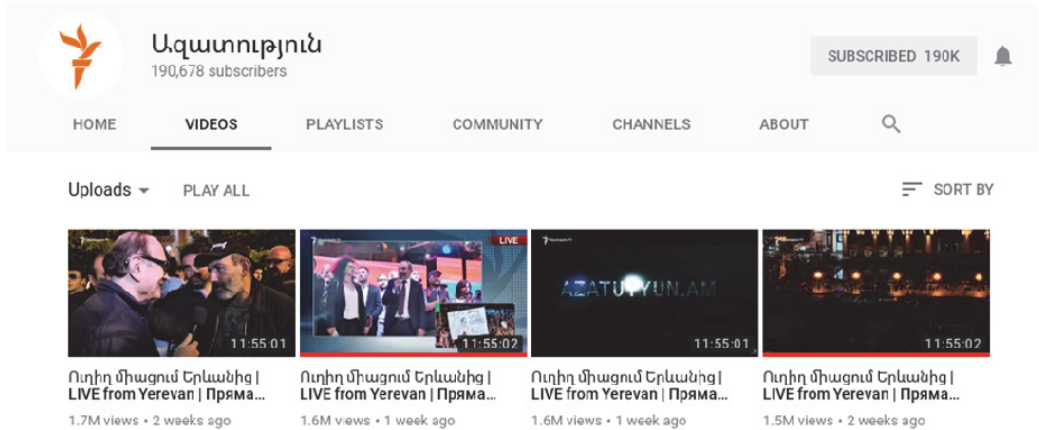 Ազատություն
190,678 subscribers
SUBSCRIBED 190K
HOME VIDEOS PLAYLISTS COMMUNITY CHANNELS ABOUT
Uploads PLAY ALL SORT BY
LIVE
AZATUTYUN.AM
11:55:01 11:55:02 11:55:01 11:55:02
Ուղիղ միացում Երևանից | Ուղիղ միացում Երևանից | Ուղիղ միացում Երևանից | Ուղիղ միացում Երևանից |
LIVE from Yerevan | Пряма... LIVE from Yerevan | Пряма... LIVE from Yerevan | Пряма... LIVE from Yerevan | Пряма...
1.7M views • 2 weeks ago 1.6M views • 1 week ago 1.6M views • 1 week ago 1.5M views • 2 weeks ago